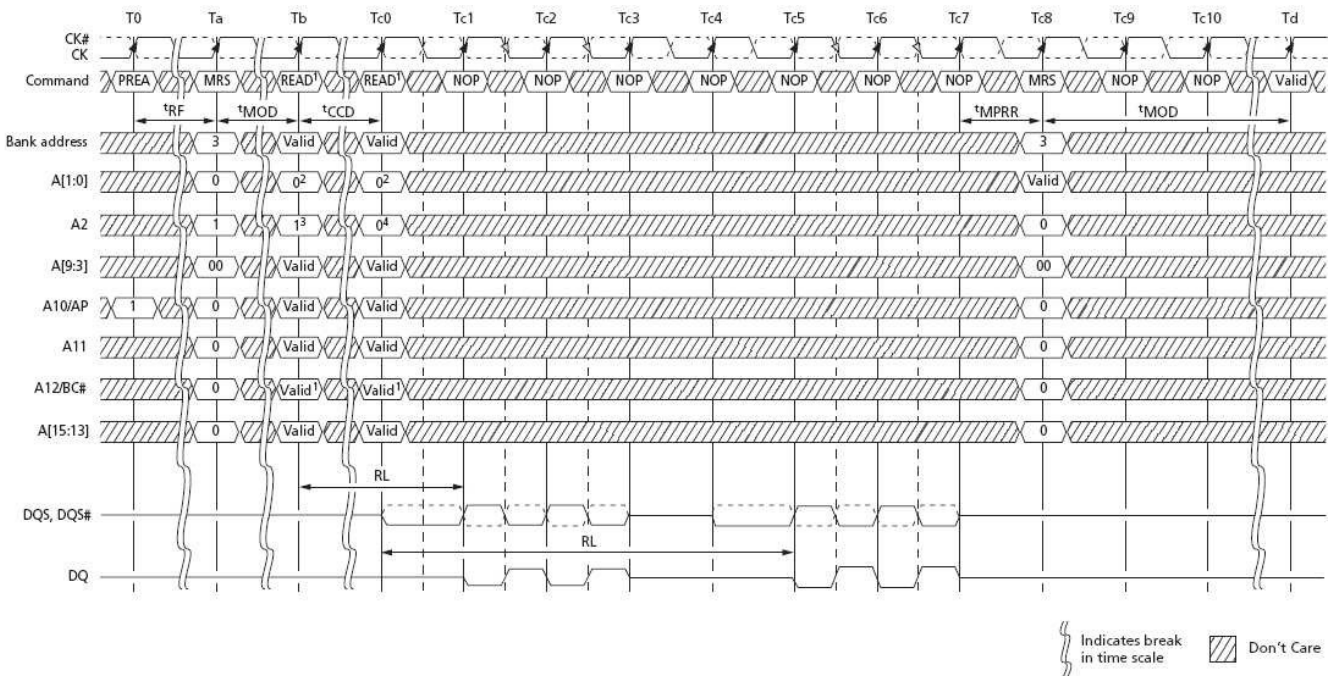 T0 Ta Tb Tc0 Tc1 Tc2 Tc3 Tc4 Tc5 Tc6 Tc7 Tc8 Tc9 Tc10 Td
CK#
CK
Command PREA MRS READ¹ READ¹ NOP NOP NOP NOP NOP NOP NOP MRS NOP NOP Valid
ᵗRF ᵗMOD ᵗCCD ᵗMPRR ᵗMOD
Bank address 3 Valid Valid 3
A[1:0] 0 0² 0² Valid
A2 1 1³ 0⁴ 0
A[9:3] 00 Valid Valid 00
A10/AP 1 0 Valid Valid 0
A11 0 Valid Valid 0
A12/BC# 0 Valid¹ Valid¹ 0
A[15:13] 0 Valid Valid 0
RL
DQS, DQS#
RL
DQ
Indicates break
in time scale
Don't Care